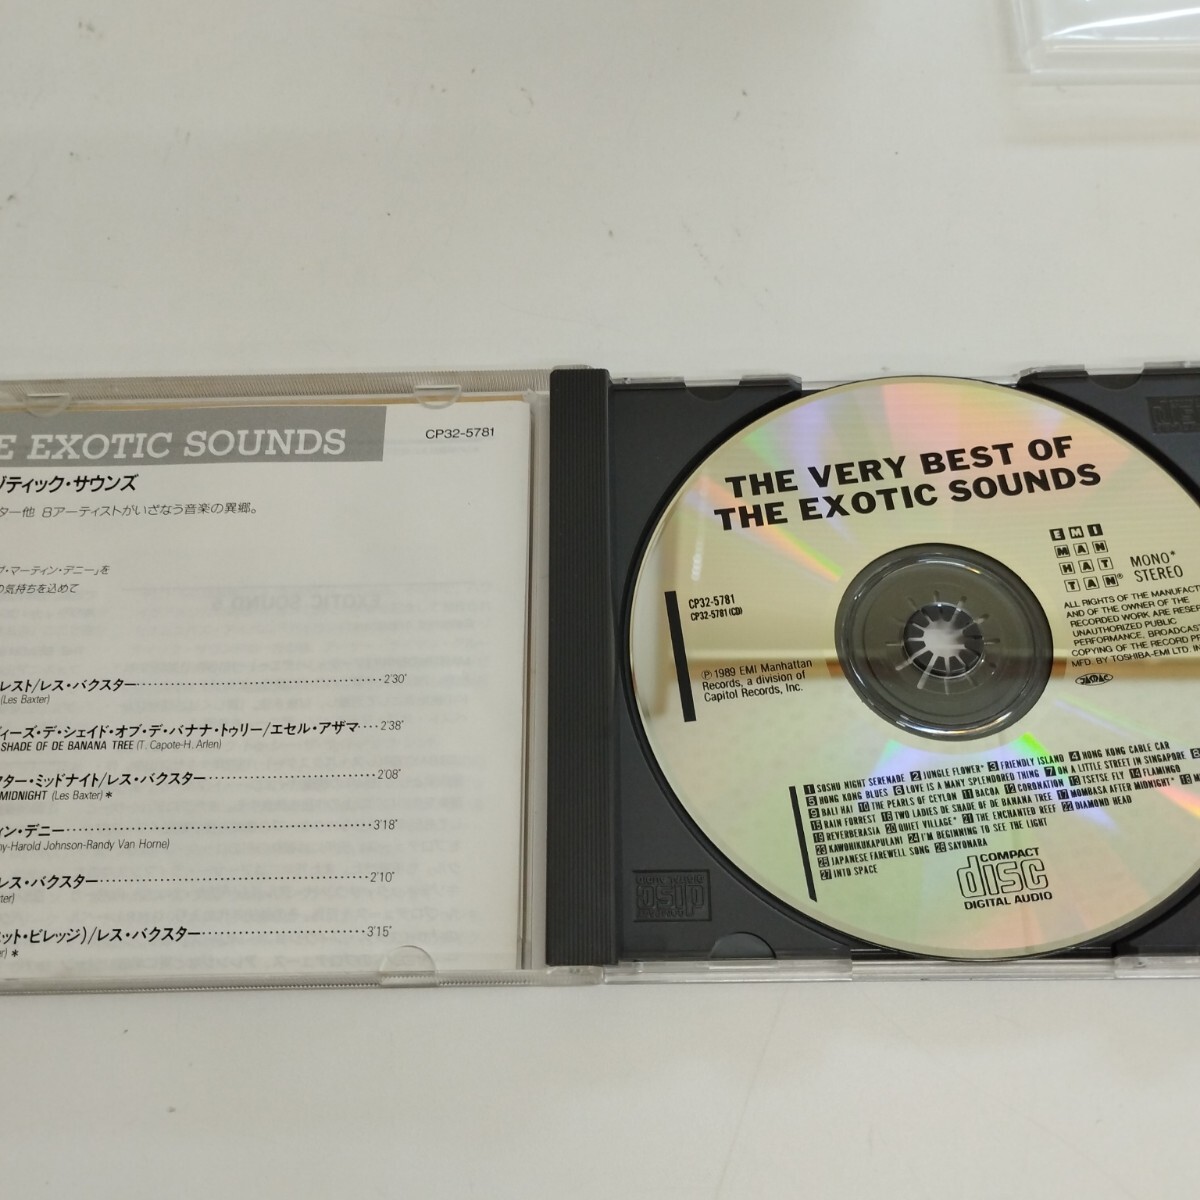 E EXOTIC SOUNDS
CP32-5781
ゾティック・サウンズ
ター他 8アーティストがいざなう音楽の異郷。
ブ・マーティン・デニー」を
の気持ちを込めて
レスト/レス・バクスター 2'30"
(Les Baxter)
ディーズ・デ・シェイド・オブ・デ・バナナ・トゥリー/エセル・アザマ 2'38"
SHADE OF DE BANANA TREE (T. Capote-H. Arlen)
フター・ミッドナイト/レス・バクスター 2'08"
MIDNIGHT (Les Baxter)*
ィン・デニー 3'18"
ny-Harold Johnson-Randy Van Horne)
レス・バクスター 2'10"
xter)
エット・ビレッジ)/レス・バクスター 3'15"
er)*
THE VERY BEST OF
THE EXOTIC SOUNDS
EMI
MAN
HAT
TAN®
MONO*
STEREO
CP32-5781
CP32-5781 (CD)
℗ 1989 EMI Manhattan
Records, a division of
Capitol Records, Inc.
ALL RIGHTS OF THE MANUFACT
AND OF THE OWNER OF THE
RECORDED WORK ARE RESER
UNAUTHORIZED PUBLIC
PERFORMANCE, BROADCAST
COPYING OF THE RECORD PR
MFD. BY TOSHIBA-EMI LTD. IN
1 SOSHU NIGHT SERENADE 2 JUNGLE FLOWER* 3 FRIENDLY ISLAND 4 HONG KONG CABLE CAR
5 HONG KONG BLUES 6 LOVE IS A MANY SPLENDORED THING 7 ON A LITTLE STREET IN SINGAPORE 8
9 BALI HAI 10 THE PEARLS OF CEYLON 11 BACOA 12 CORONATION 13 TSETSE FLY 14 FLAMINGO
15 RAIN FORREST 16 TWO LADIES DE SHADE OF DE BANANA TREE 17 MOMBASA AFTER MIDNIGHT* 18
19 REVERBERASIA 20 QUIET VILLAGE* 21 THE ENCHANTED REEF 22 DIAMOND HEAD
23 KAWOHIKUKAPULANI 24 I'M BEGINNING TO SEE THE LIGHT
25 JAPANESE FAREWELL SONG 26 SAYONARA
27 INTO SPACE
COMPACT
disc
DIGITAL AUDIO